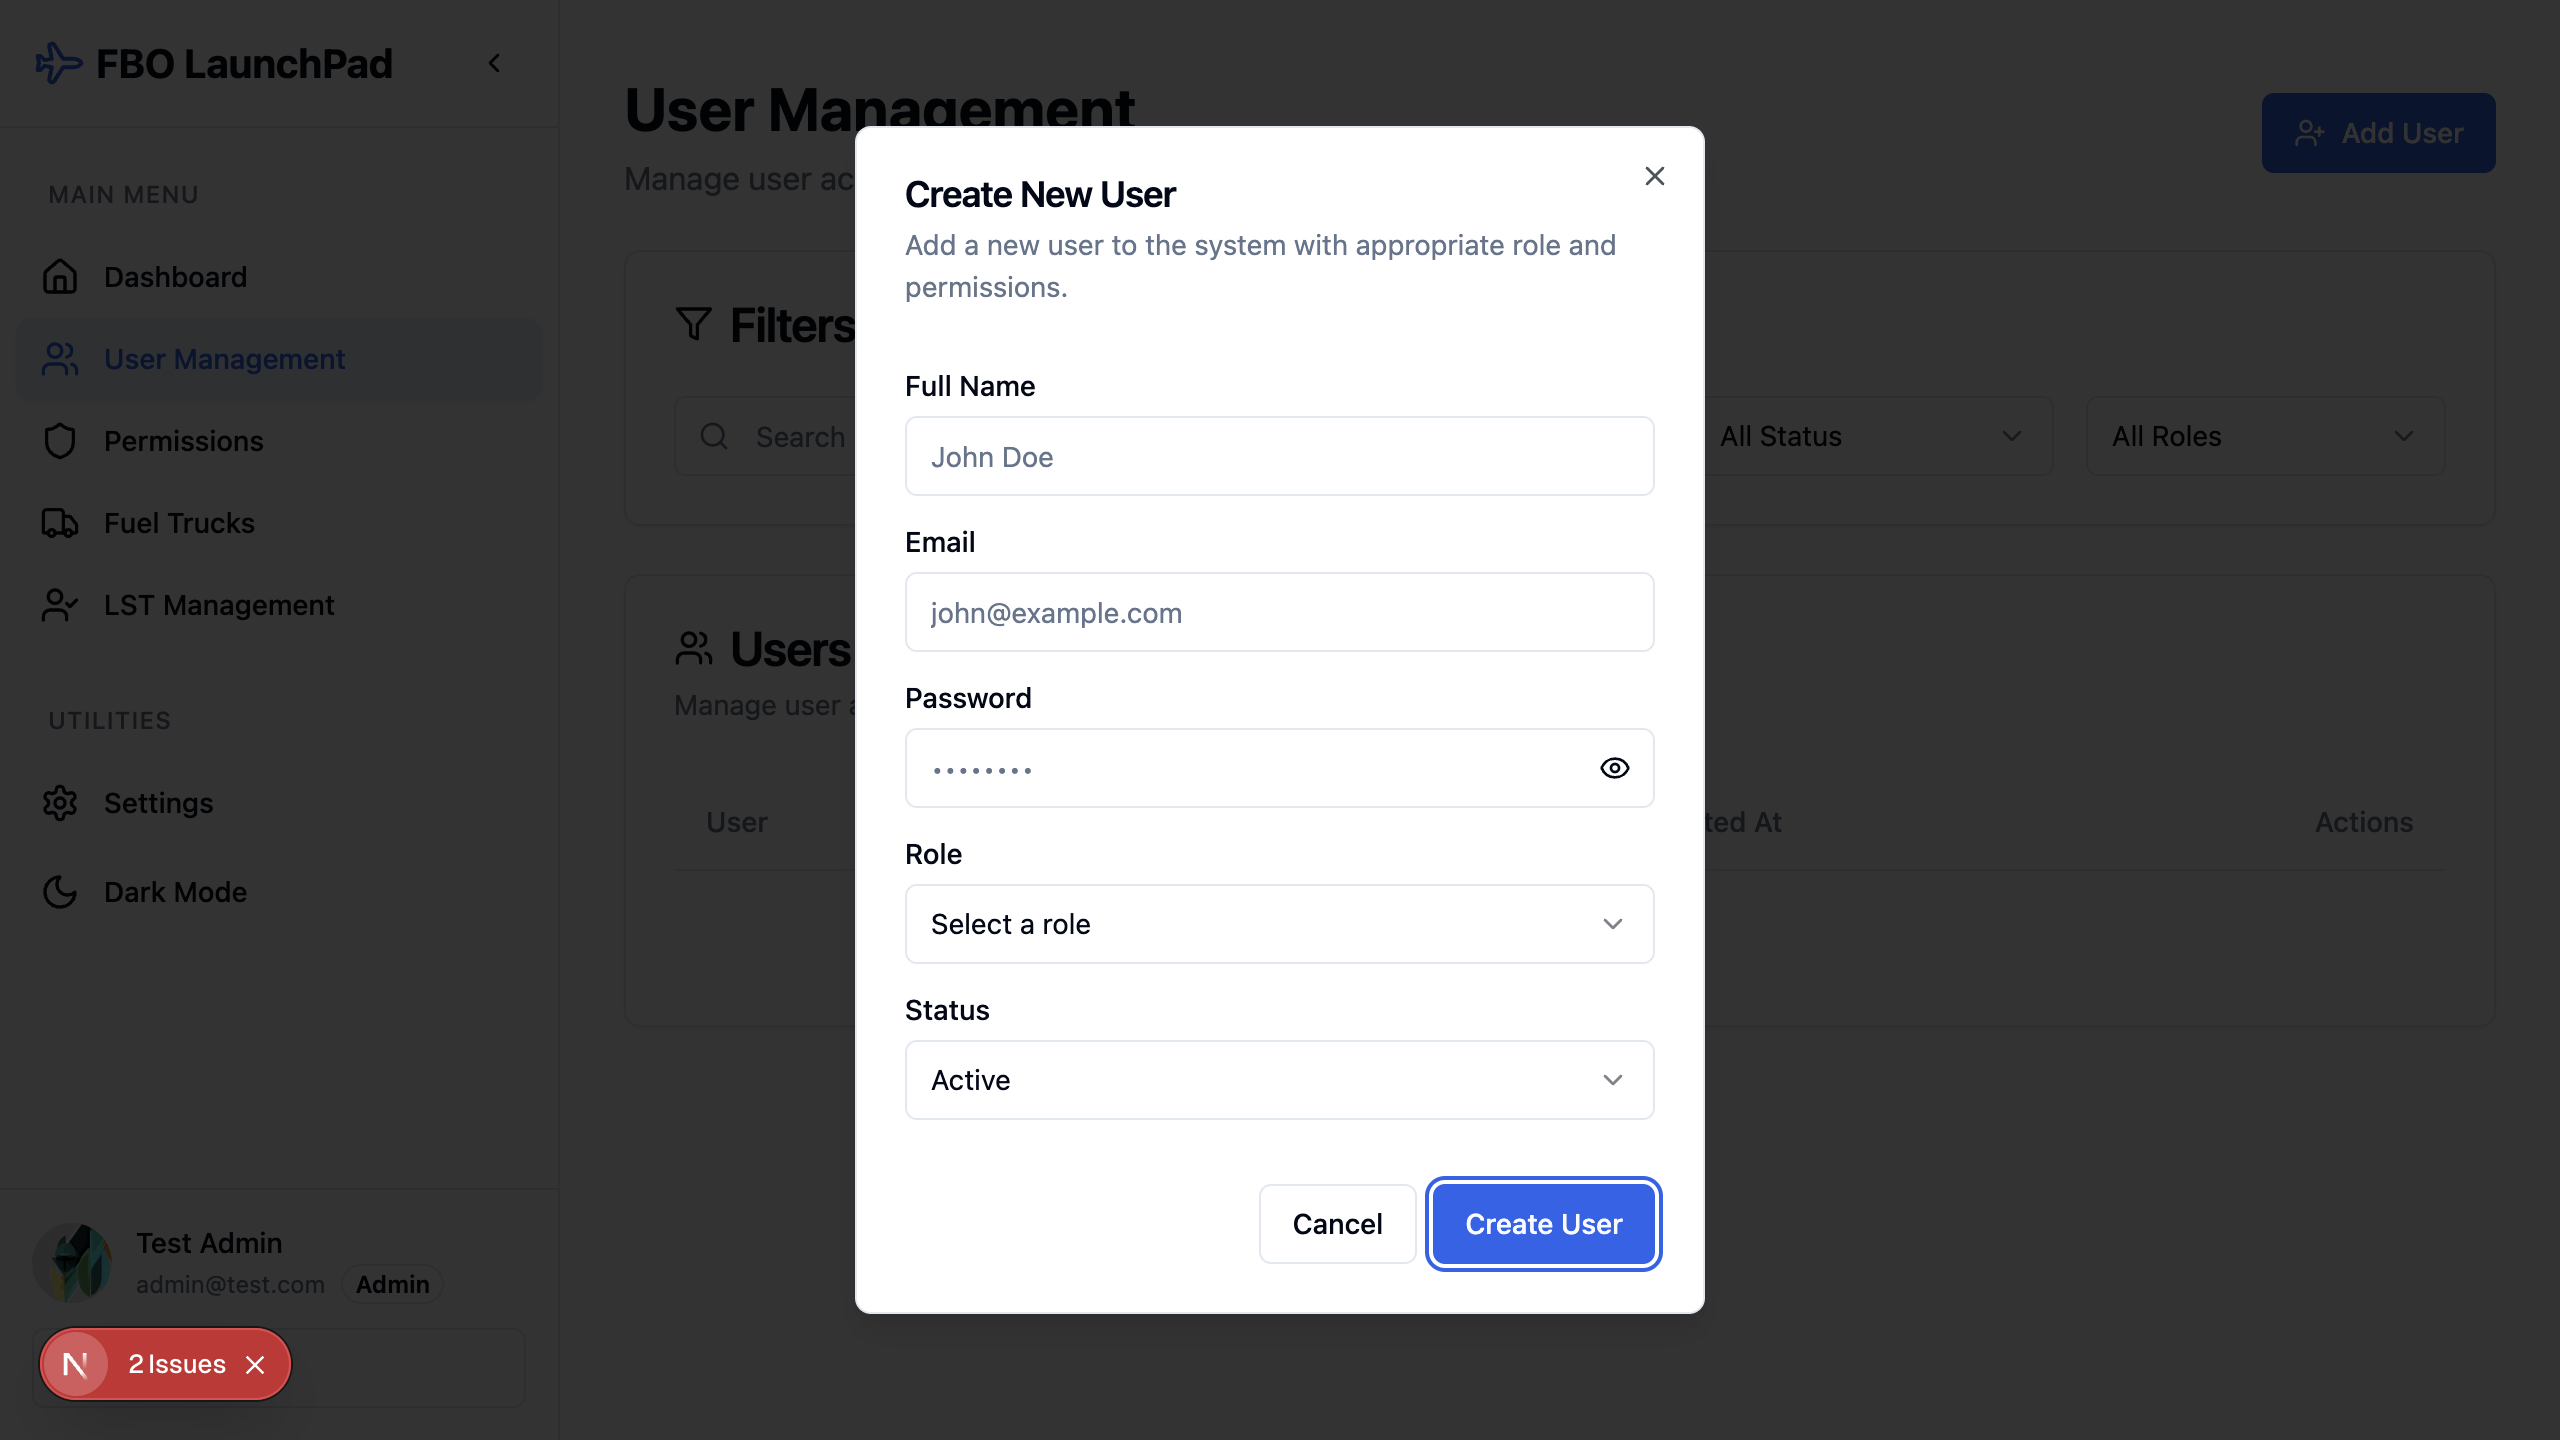 FBO LaunchPad
MAIN MENU
Dashboard
User Management
Permissions
Fuel Trucks
LST Management
UTILITIES
Settings
Dark Mode
Test Admin
admin@test.com Admin
N 2 Issues
User Management
Manage user ac
Add User
Filters
Search
All Status
All Roles
Users
Manage user a
User
ted At
Actions
Create New User
Add a new user to the system with appropriate role and
permissions.
Full Name
John Doe
Email
john@example.com
Password
••••••••
Role
Select a role
Status
Active
Cancel
Create User